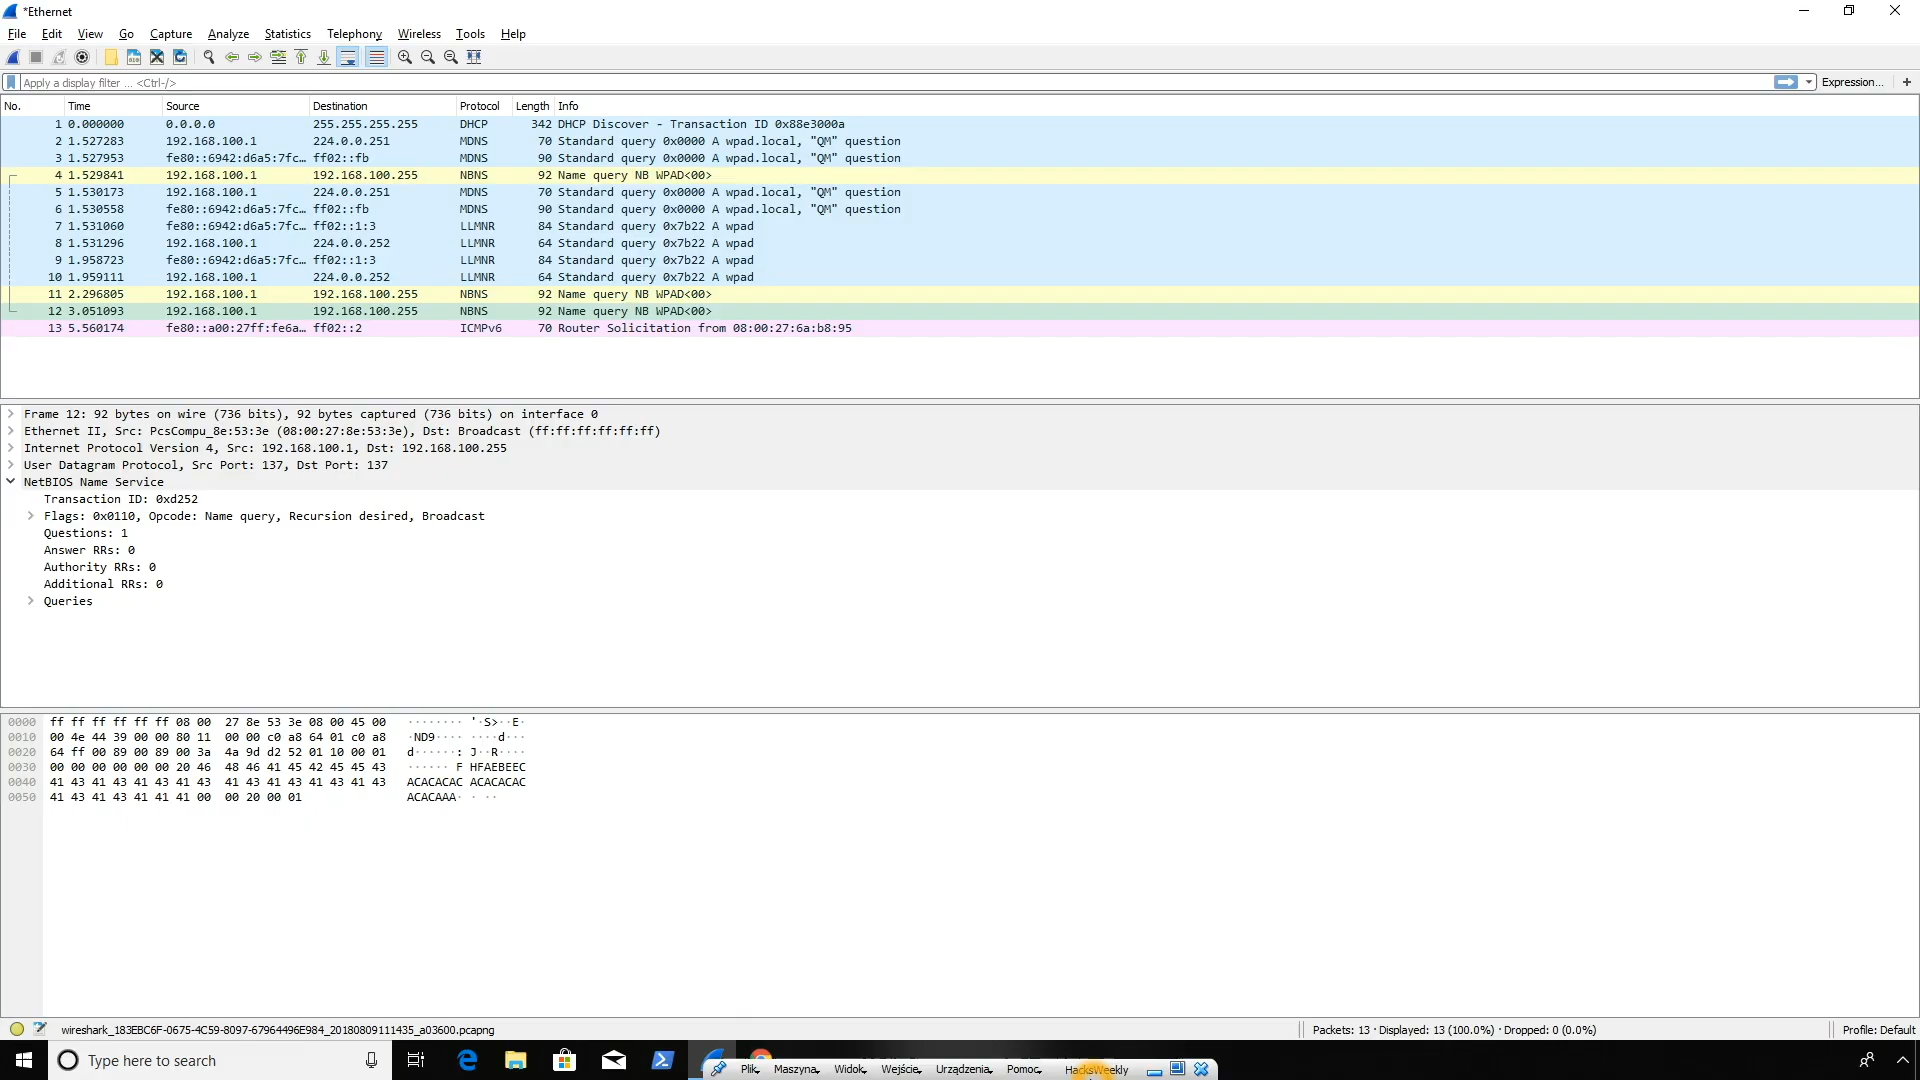 *Ethernet
File Edit View Go Capture Analyze Statistics Telephony Wireless Tools Help
Apply a display filter ... <Ctrl-/> Expression... +
No. Time Source Destination Protocol Length Info
1 0.000000 0.0.0.0 255.255.255.255 DHCP 342 DHCP Discover - Transaction ID 0x88e3000a
2 1.527283 192.168.100.1 224.0.0.251 MDNS 70 Standard query 0x0000 A wpad.local, "QM" question
3 1.527953 fe80::6942:d6a5:7fc… ff02::fb MDNS 90 Standard query 0x0000 A wpad.local, "QM" question
4 1.529841 192.168.100.1 192.168.100.255 NBNS 92 Name query NB WPAD<00>
5 1.530173 192.168.100.1 224.0.0.251 MDNS 70 Standard query 0x0000 A wpad.local, "QM" question
6 1.530558 fe80::6942:d6a5:7fc… ff02::fb MDNS 90 Standard query 0x0000 A wpad.local, "QM" question
7 1.531060 fe80::6942:d6a5:7fc… ff02::1:3 LLMNR 84 Standard query 0x7b22 A wpad
8 1.531296 192.168.100.1 224.0.0.252 LLMNR 64 Standard query 0x7b22 A wpad
9 1.958723 fe80::6942:d6a5:7fc… ff02::1:3 LLMNR 84 Standard query 0x7b22 A wpad
10 1.959111 192.168.100.1 224.0.0.252 LLMNR 64 Standard query 0x7b22 A wpad
11 2.296805 192.168.100.1 192.168.100.255 NBNS 92 Name query NB WPAD<00>
12 3.051093 192.168.100.1 192.168.100.255 NBNS 92 Name query NB WPAD<00>
13 5.560174 fe80::a00:27ff:fe6a… ff02::2 ICMPv6 70 Router Solicitation from 08:00:27:6a:b8:95
Frame 12: 92 bytes on wire (736 bits), 92 bytes captured (736 bits) on interface 0
Ethernet II, Src: PcsCompu_8e:53:3e (08:00:27:8e:53:3e), Dst: Broadcast (ff:ff:ff:ff:ff:ff)
Internet Protocol Version 4, Src: 192.168.100.1, Dst: 192.168.100.255
User Datagram Protocol, Src Port: 137, Dst Port: 137
NetBIOS Name Service
Transaction ID: 0xd252
Flags: 0x0110, Opcode: Name query, Recursion desired, Broadcast
Questions: 1
Answer RRs: 0
Authority RRs: 0
Additional RRs: 0
Queries
0000 ff ff ff ff ff ff 08 00 27 8e 53 3e 08 00 45 00 ········ '·S>··E·
0010 00 4e 44 39 00 00 80 11 00 00 c0 a8 64 01 c0 a8 ·ND9···· ····d···
0020 64 ff 00 89 00 89 00 3a 4a 9d d2 52 01 10 00 01 d······: J··R····
0030 00 00 00 00 00 00 20 46 48 46 41 45 42 45 45 43 ······ F HFAEBEEC
0040 41 43 41 43 41 43 41 43 41 43 41 43 41 43 41 43 ACACACAC ACACACAC
0050 41 43 41 43 41 41 41 00 00 20 00 01 ACACAAA· · ··
wireshark_183EBC6F-0675-4C59-8097-67964496E984_20180809111435_a03600.pcapng Packets: 13 · Displayed: 13 (100.0%) · Dropped: 0 (0.0%) Profile: Default
Type here to search
Plik Maszyna Widok Wejście Urządzenia Pomoc HacksWeekly